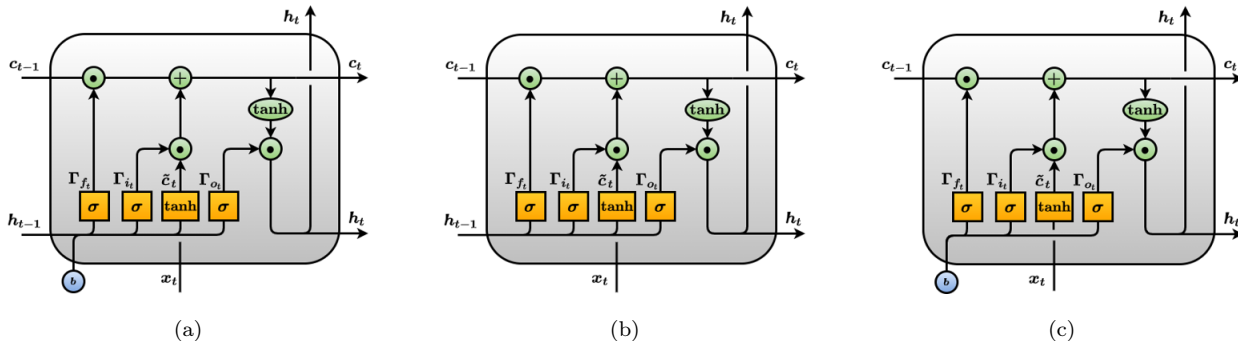 h_t h_t h_t
c_{t-1} c_t c_{t-1} c_t c_{t-1} c_t
+ + +
tanh tanh tanh
Γ_{f_t} Γ_{i_t} c̃_t Γ_{o_t} Γ_{f_t} Γ_{i_t} c̃_t Γ_{o_t} Γ_{f_t} Γ_{i_t} c̃_t Γ_{o_t}
σ σ tanh σ σ σ tanh σ σ σ tanh σ
h_{t-1} h_t h_{t-1} h_t h_{t-1} h_t
b x_t x_t b x_t
(a) (b) (c)